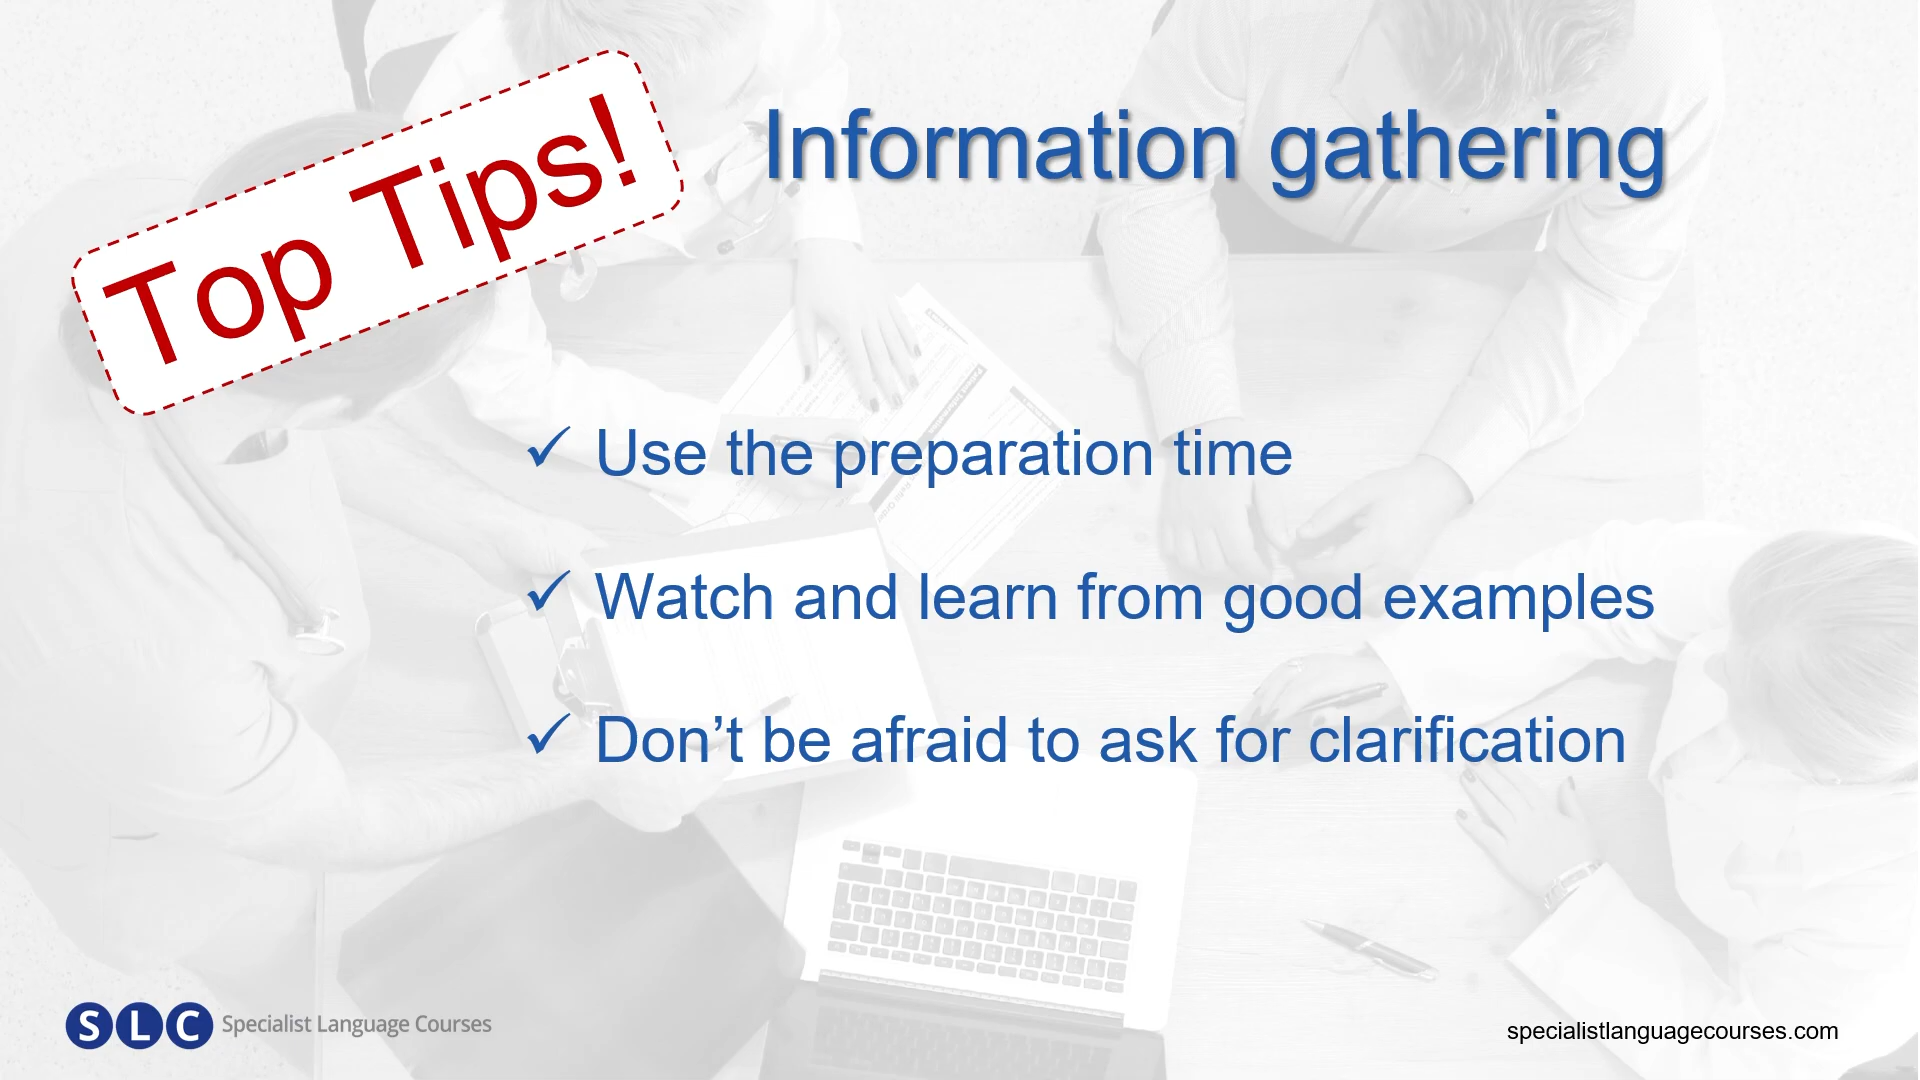 Top Tips!
Information gathering
✓ Use the preparation time
✓ Watch and learn from good examples
✓ Don’t be afraid to ask for clarification
SLC Specialist Language Courses
specialistlanguagecourses.com